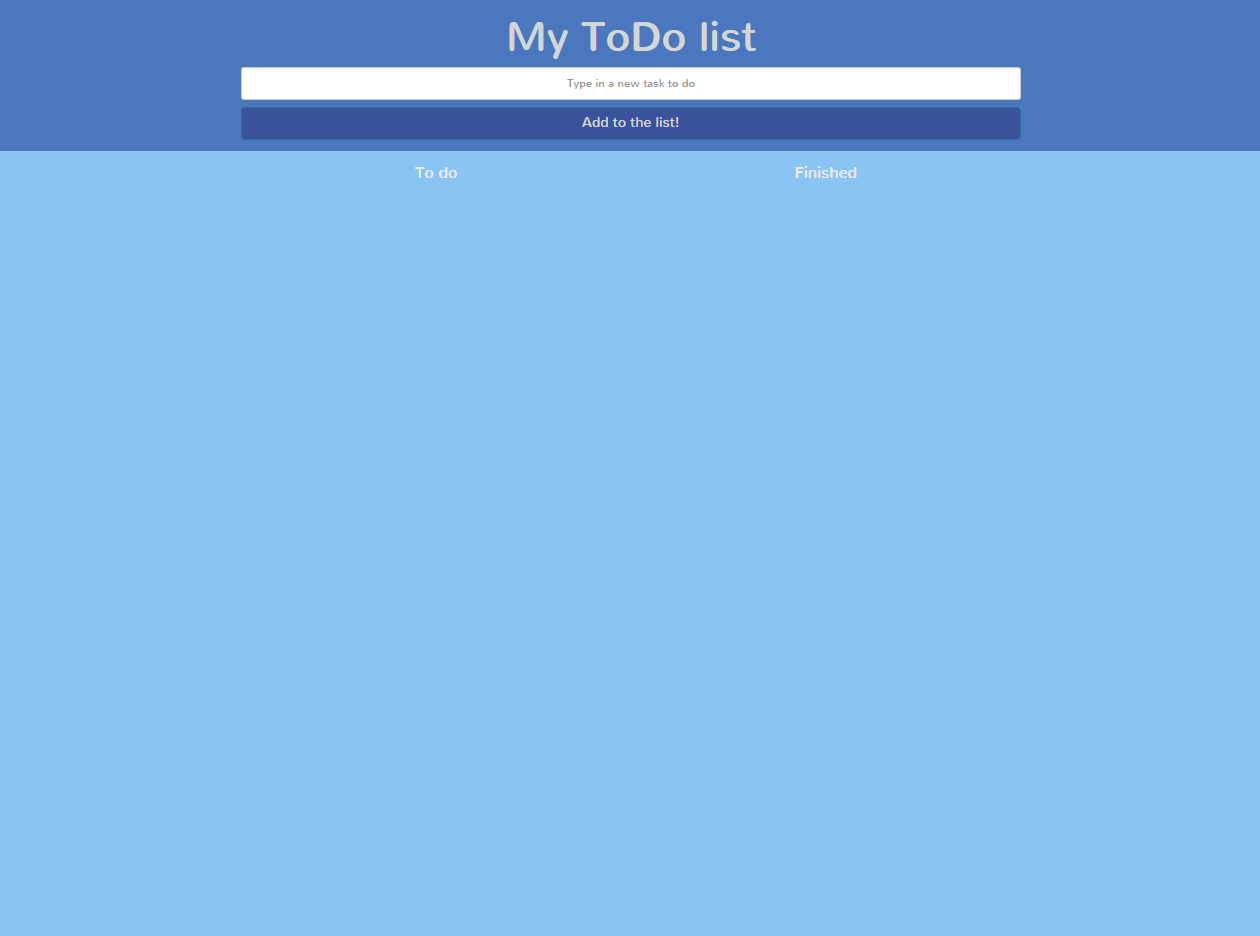 My ToDo list
Type in a new task to do
Add to the list!
To do
Finished